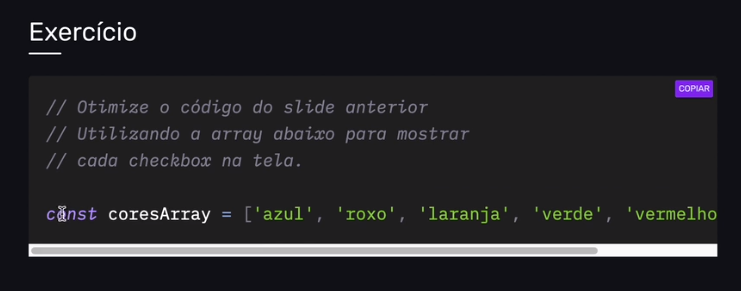 Exercício
COPIAR
// Otimize o código do slide anterior
// Utilizando a array abaixo para mostrar
// cada checkbox na tela.
const coresArray = ['azul', 'roxo', 'laranja', 'verde', 'vermelho